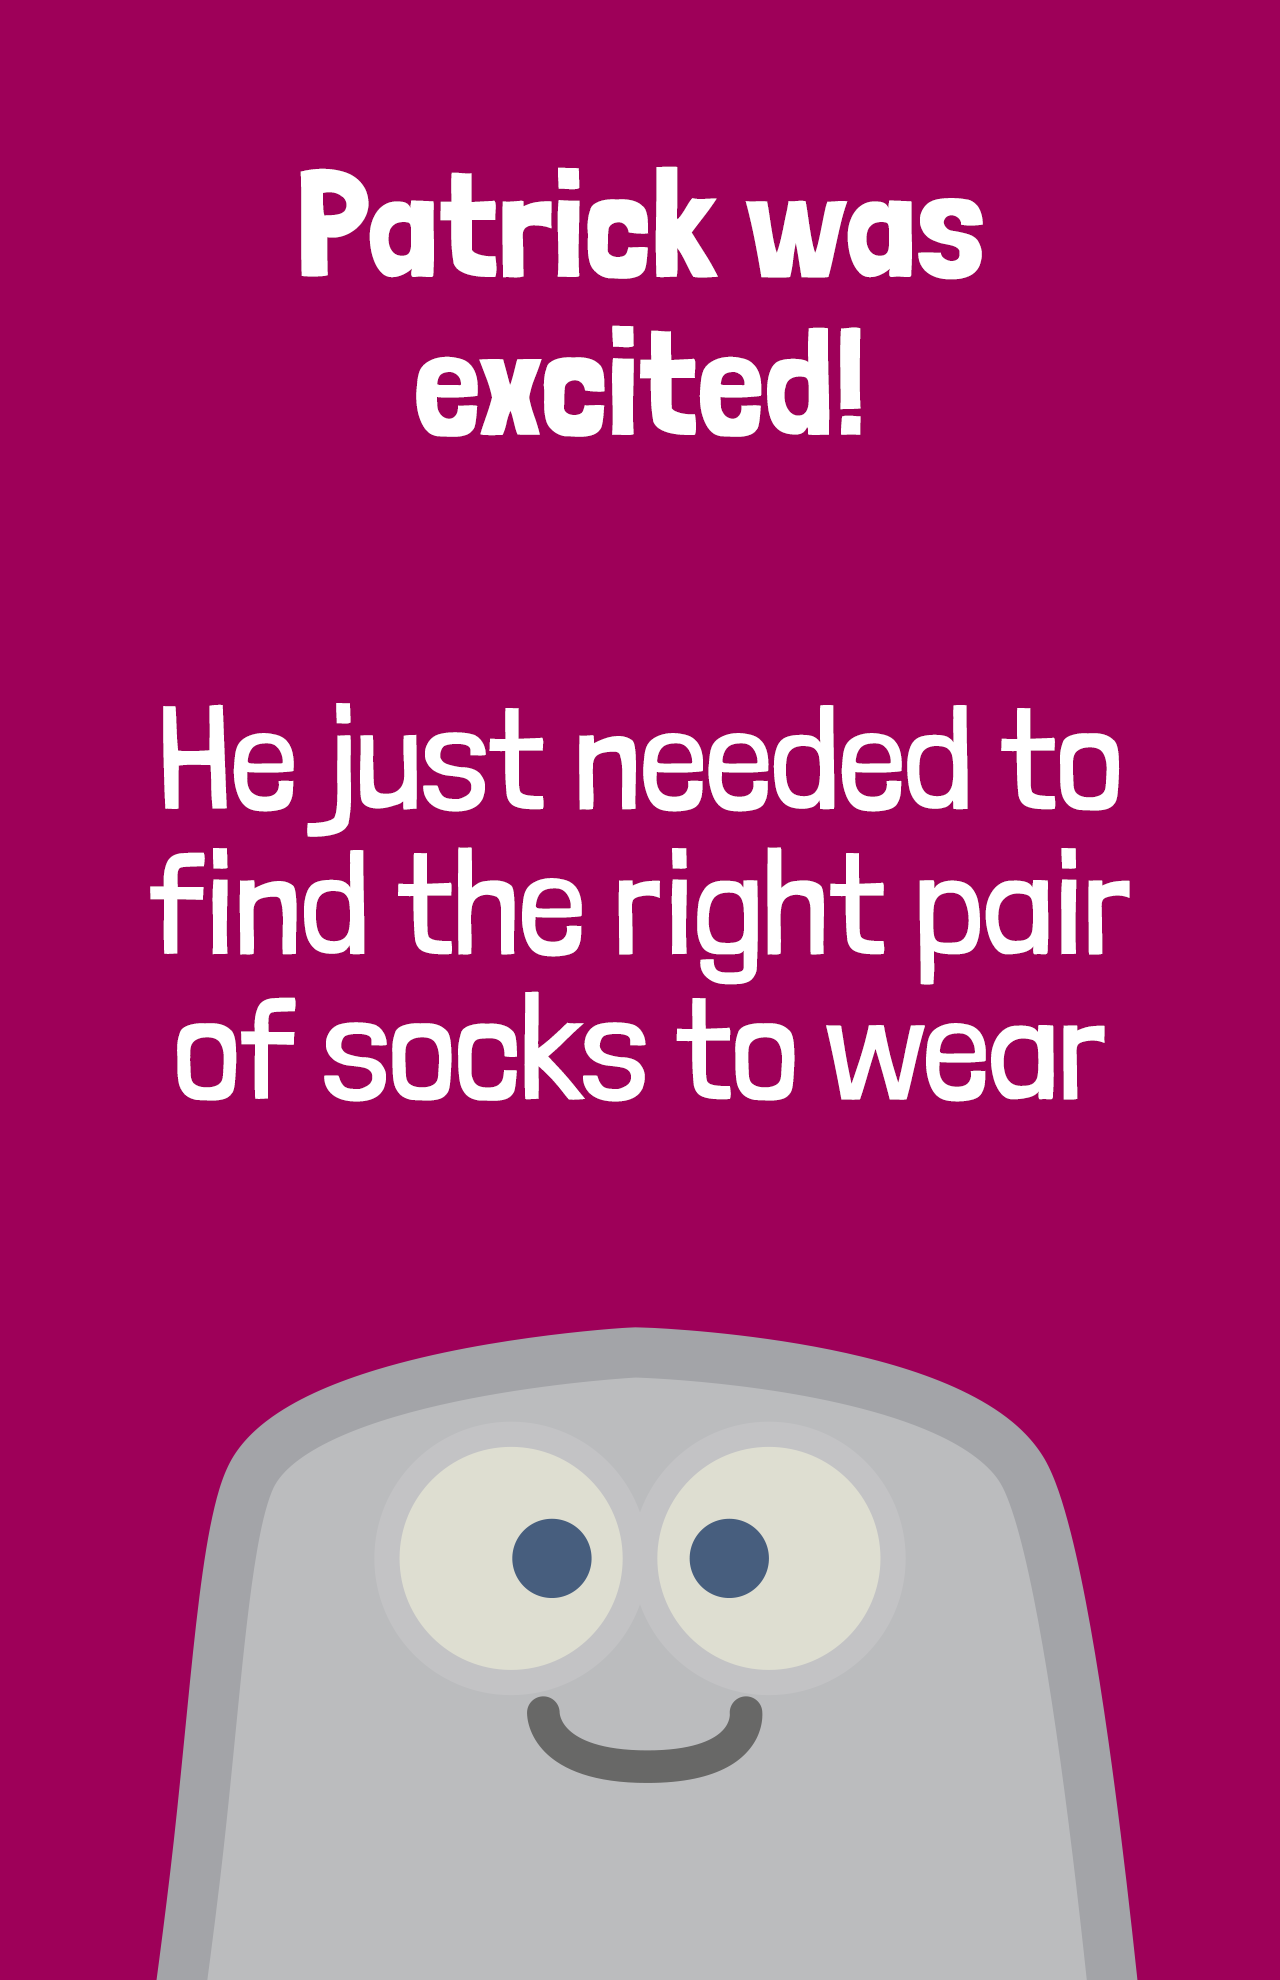 Patrick was
excited!
He just needed to
find the right pair
of socks to wear